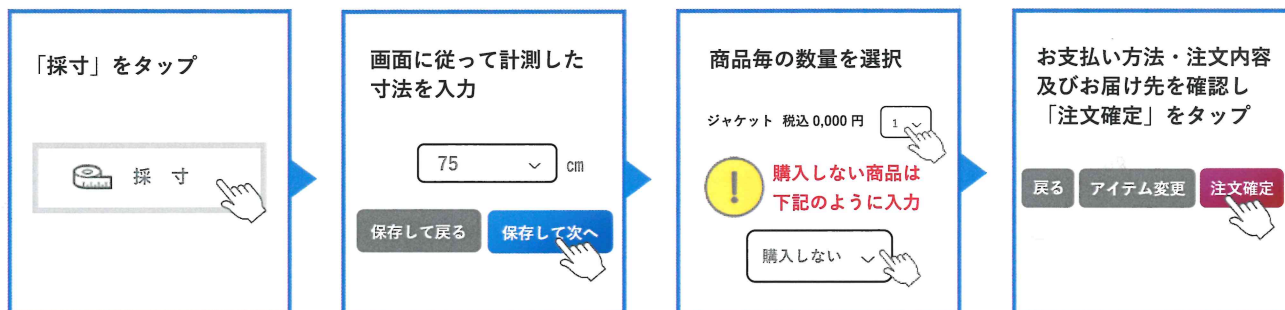 「採寸」をタップ
採 寸
画面に従って計測した
寸法を入力
75 cm
保存して戻る 保存して次へ
商品毎の数量を選択
ジャケット 税込 0,000 円 1
購入しない商品は
下記のように入力
購入しない
お支払い方法・注文内容
及びお届け先を確認し
「注文確定」をタップ
戻る アイテム変更 注文確定